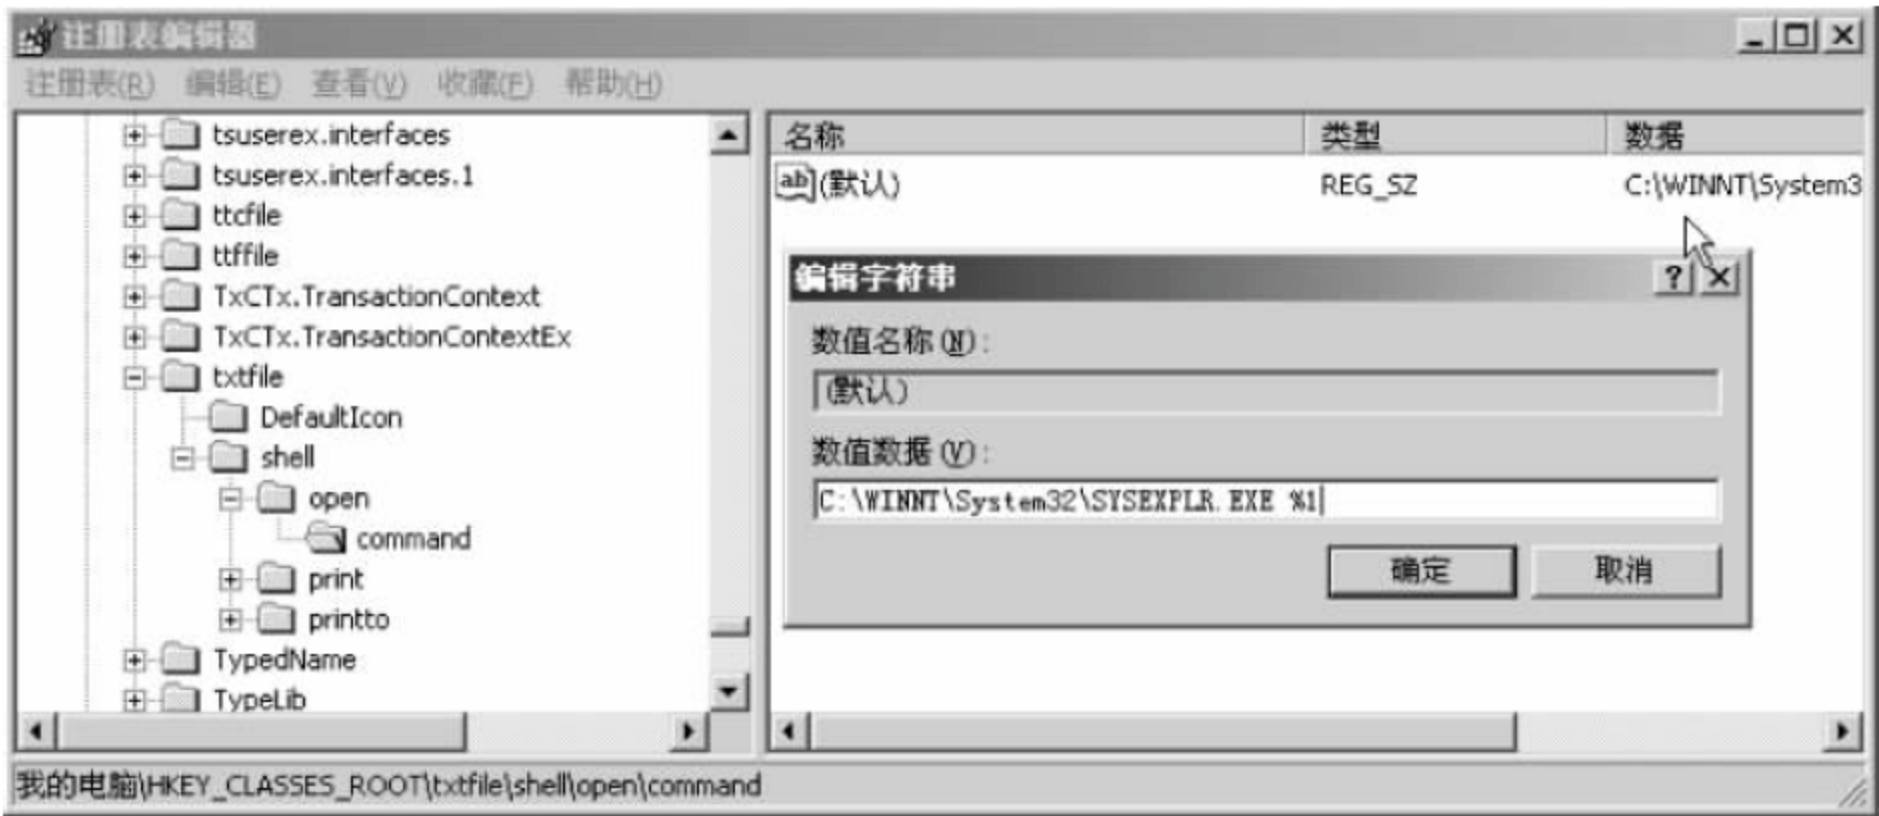 注册表编辑器
注册表(R) 编辑(E) 查看(V) 收藏(F) 帮助(H)
tsuserex.interfaces
tsuserex.interfaces.1
ttcfile
ttffile
TxCTx.TransactionContext
TxCTx.TransactionContextEx
txtfile
DefaultIcon
shell
open
command
print
printto
TypedName
TypeLib
名称 类型 数据
ab (默认) REG_SZ C:\WINNT\System3
编辑字符串
数值名称(N):
(默认)
数值数据(V):
C:\WINNT\System32\SYSEXPLR.EXE %1
确定 取消
我的电脑\HKEY_CLASSES_ROOT\txtfile\shell\open\command